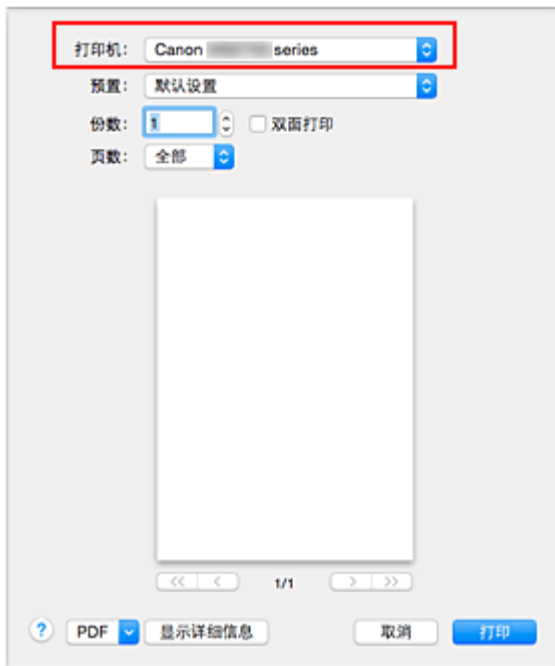 打印机： Canon series
预置： 默认设置
份数： 1 双面打印
页数： 全部
<< < 1/1 > >>
? PDF 显示详细信息 取消 打印